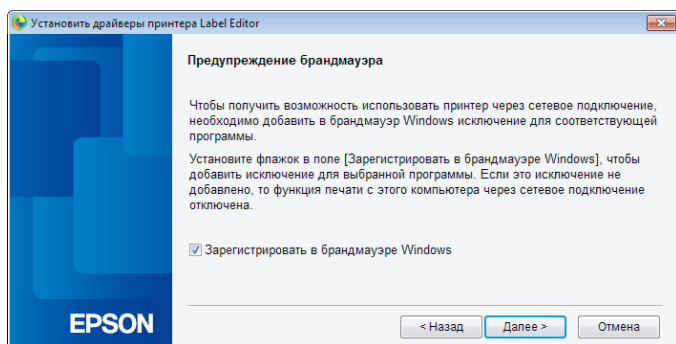 Установить драйверы принтера Label Editor
Предупреждение брандмауэра
Чтобы получить возможность использовать принтер через сетевое подключение,
необходимо добавить в брандмауэр Windows исключение для соответствующей
программы.
Установите флажок в поле [Зарегистрировать в брандмауэре Windows], чтобы
добавить исключение для выбранной программы. Если это исключение не
добавлено, то функция печати с этого компьютера через сетевое подключение
отключена.
Зарегистрировать в брандмауэре Windows
EPSON
< Назад Далее > Отмена